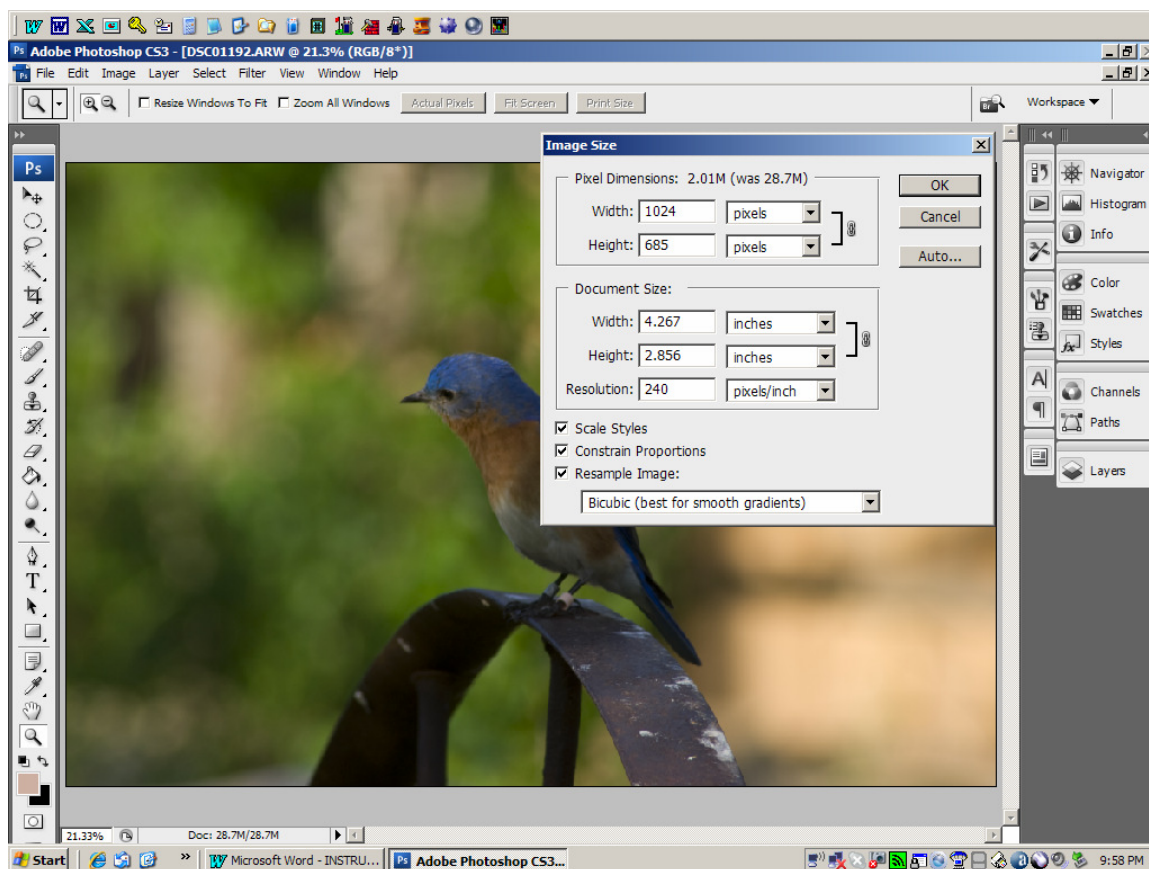 Adobe Photoshop CS3 - [DSC01192.ARW @ 21.3% (RGB/8*)]
File Edit Image Layer Select Filter View Window Help
Resize Windows To Fit Zoom All Windows Actual Pixels Fit Screen Print Size Workspace
Ps
Image Size
Pixel Dimensions: 2.01M (was 28.7M)
Width: 1024 pixels
Height: 685 pixels
OK
Cancel
Auto...
Document Size:
Width: 4.267 inches
Height: 2.856 inches
Resolution: 240 pixels/inch
Scale Styles
Constrain Proportions
Resample Image:
Bicubic (best for smooth gradients)
Navigator
Histogram
Info
Color
Swatches
Styles
Channels
Paths
Layers
21.33% Doc: 28.7M/28.7M
Start Microsoft Word - INSTRU... Ps Adobe Photoshop CS3... 9:58 PM